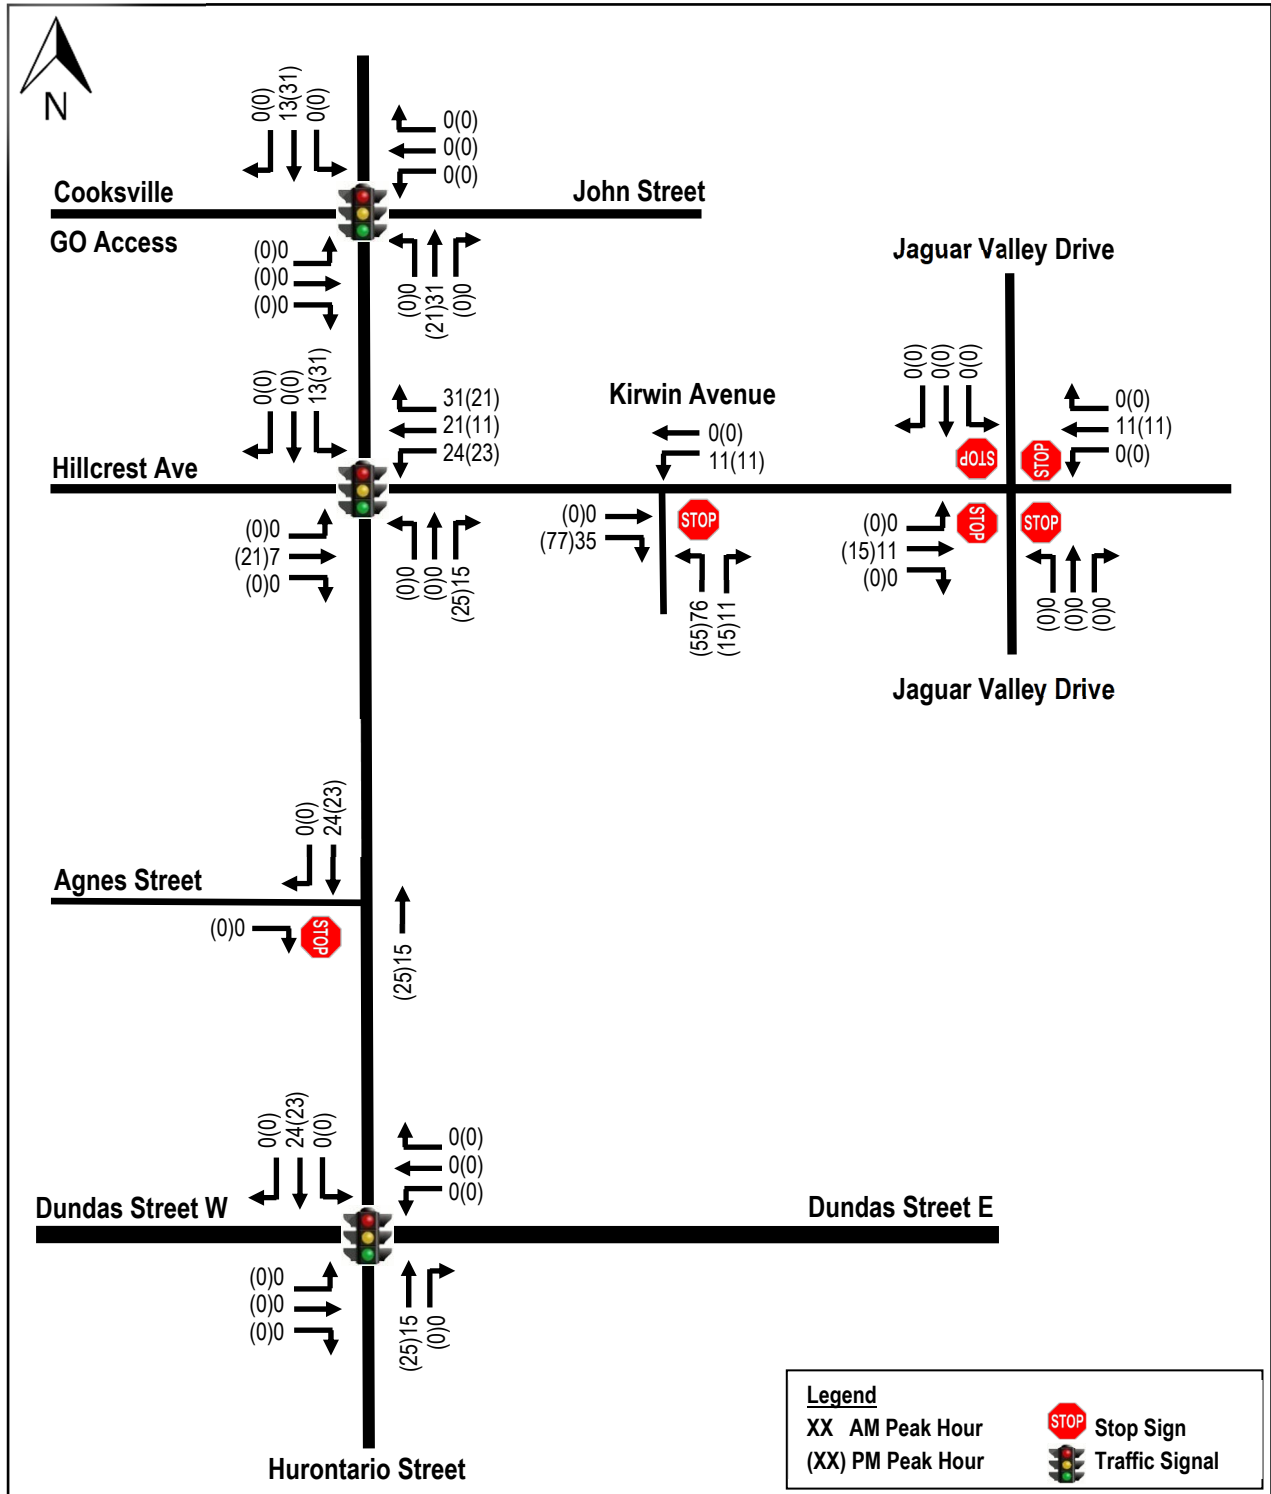 N
0(0)
13(31)
0(0)
0(0)
0(0)
0(0)
Cooksville
John Street
GO Access
(0)0
(0)0
(0)0
(0)0
(21)31
(0)0
Jaguar Valley Drive
0(0)
0(0)
13(31)
31(21)
21(11)
24(23)
Kirwin Avenue
0(0)
11(11)
0(0)
0(0)
0(0)
0(0)
11(11)
0(0)
Hillcrest Ave
STOP
STOP
(0)0
(21)7
(0)0
(0)0
(0)0
(25)15
(0)0
(77)35
STOP
(55)76
(15)11
(0)0
(15)11
(0)0
STOP
STOP
(0)0
(0)0
(0)0
Jaguar Valley Drive
0(0)
24(23)
Agnes Street
(0)0
STOP
(25)15
0(0)
24(23)
0(0)
0(0)
0(0)
0(0)
Dundas Street W
Dundas Street E
(0)0
(0)0
(0)0
(25)15
(0)0
Hurontario Street
Legend
XX AM Peak Hour
STOP Stop Sign
(XX) PM Peak Hour
Traffic Signal